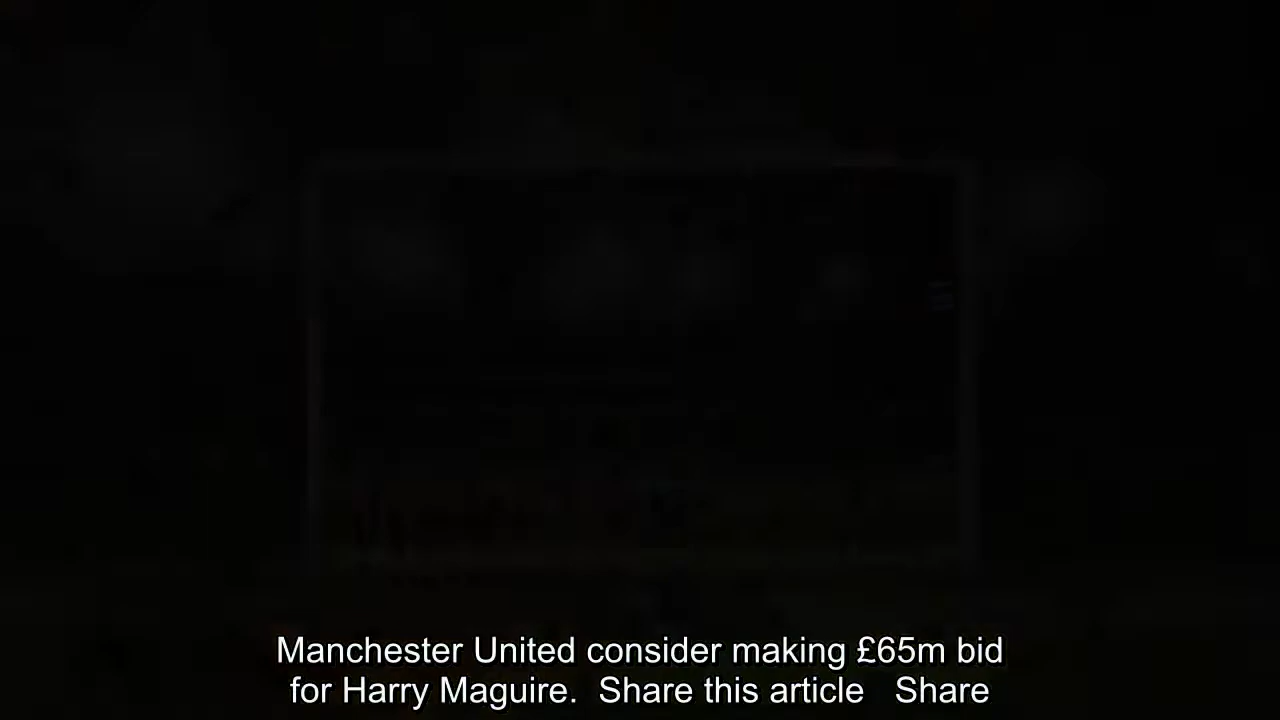 Manchester United consider making £65m bid
for Harry Maguire.  Share this article   Share